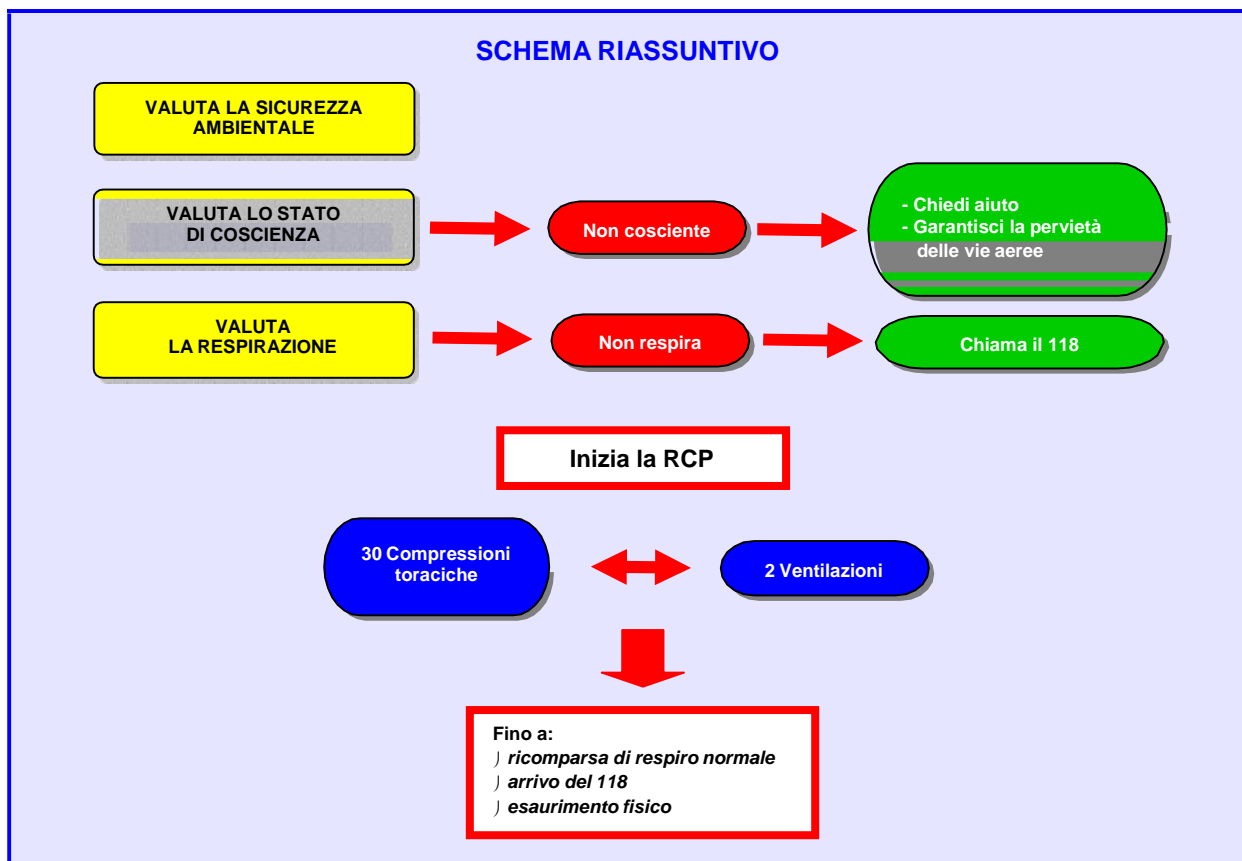 SCHEMA RIASSUNTIVO
VALUTA LA SICUREZZA
AMBIENTALE
VALUTA LO STATO
DI COSCIENZA
Non cosciente
- Chiedi aiuto
- Garantisci la pervietà
delle vie aeree
VALUTA
LA RESPIRAZIONE
Non respira
Chiama il 118
Inizia la RCP
30 Compressioni
toraciche
2 Ventilazioni
Fino a:
) ricomparsa di respiro normale
) arrivo del 118
) esaurimento fisico